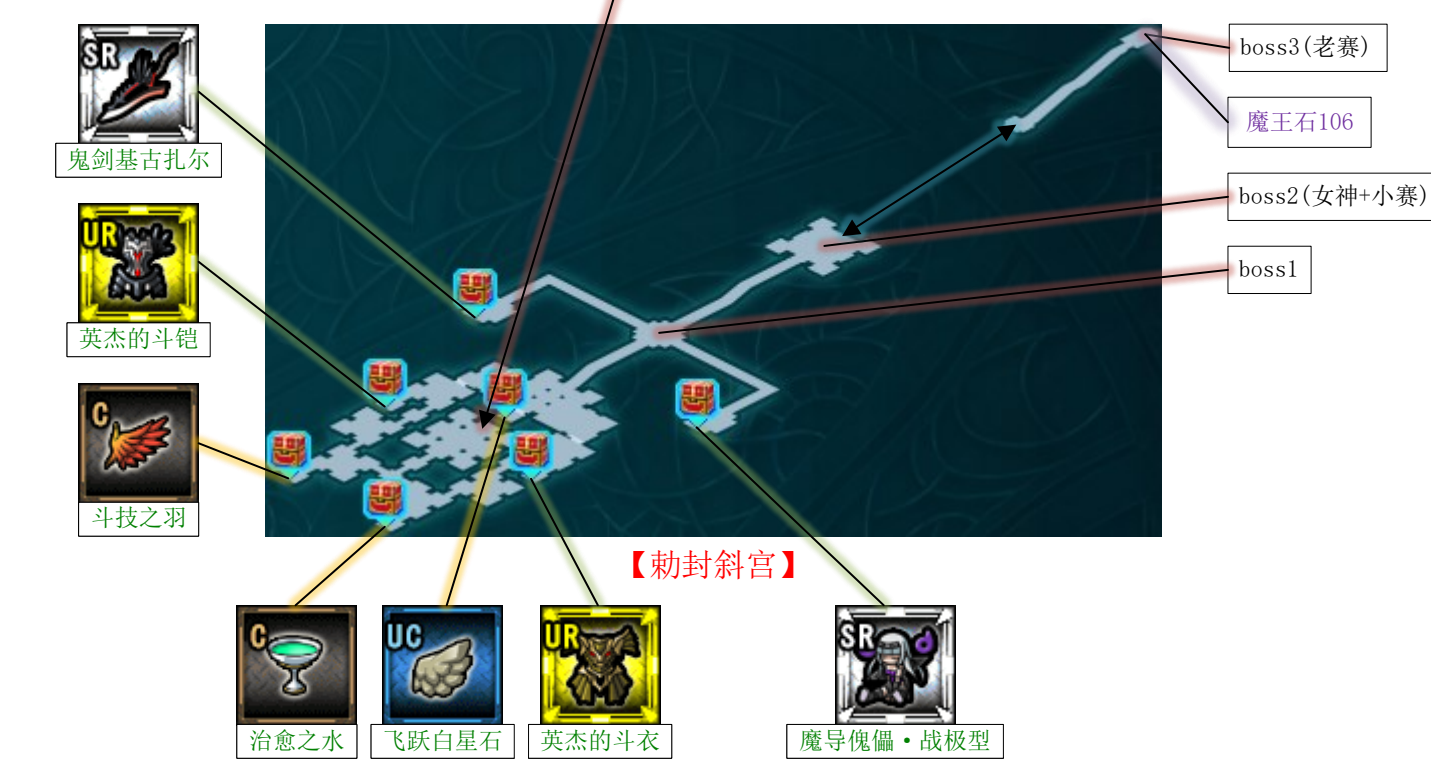 SR
鬼剑基古扎尔
UR
英杰的斗铠
C
斗技之羽
boss3(老赛)
魔王石106
boss2(女神+小赛)
boss1
【勅封斜宫】
C
治愈之水
UC
飞跃白星石
UR
英杰的斗衣
SR
魔导傀儡·战极型